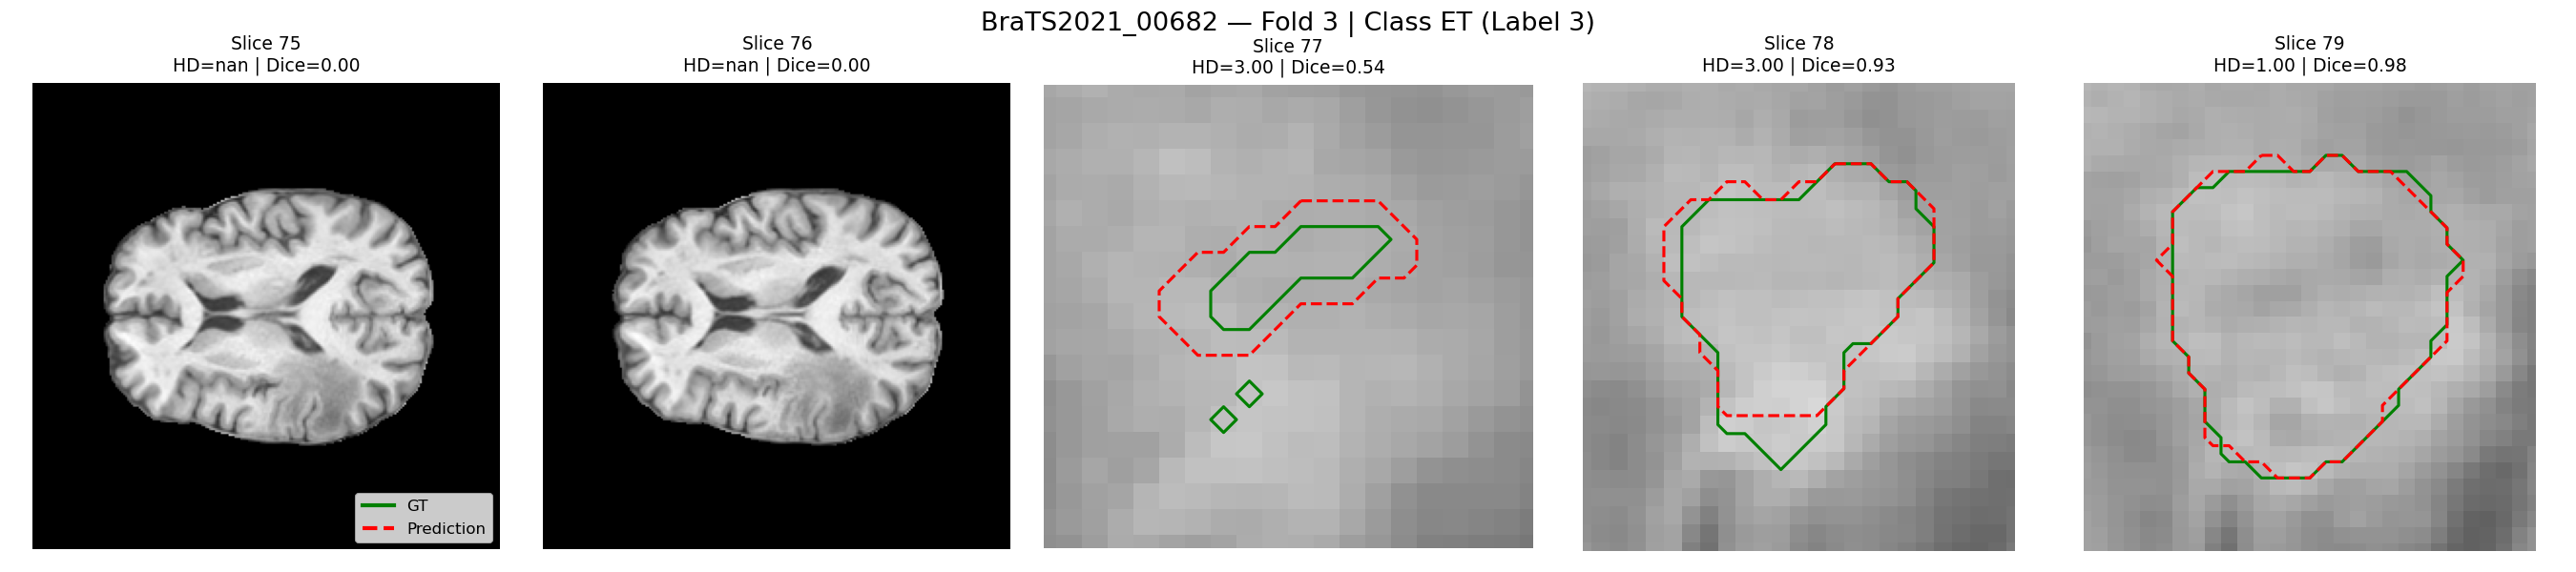 BraTS2021_00682 — Fold 3 | Class ET (Label 3)
Slice 75
HD=nan | Dice=0.00
Slice 76
HD=nan | Dice=0.00
Slice 77
HD=3.00 | Dice=0.54
Slice 78
HD=3.00 | Dice=0.93
Slice 79
HD=1.00 | Dice=0.98
GT
Prediction